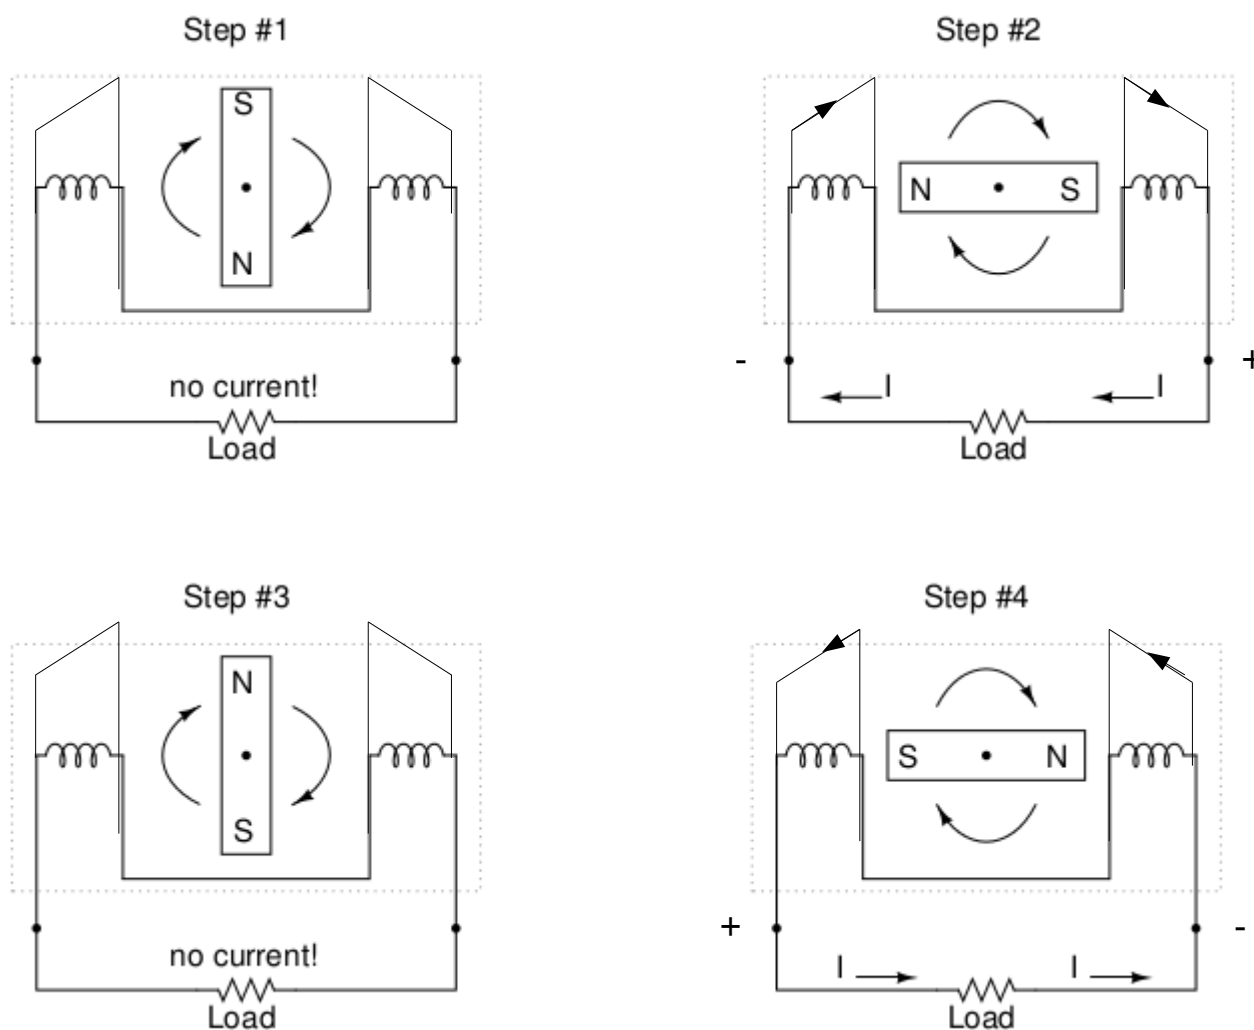 Step #1
S
N
no current!
Load
Step #2
N S
- +
I I
Load
Step #3
N
S
no current!
Load
Step #4
S N
+ -
I I
Load